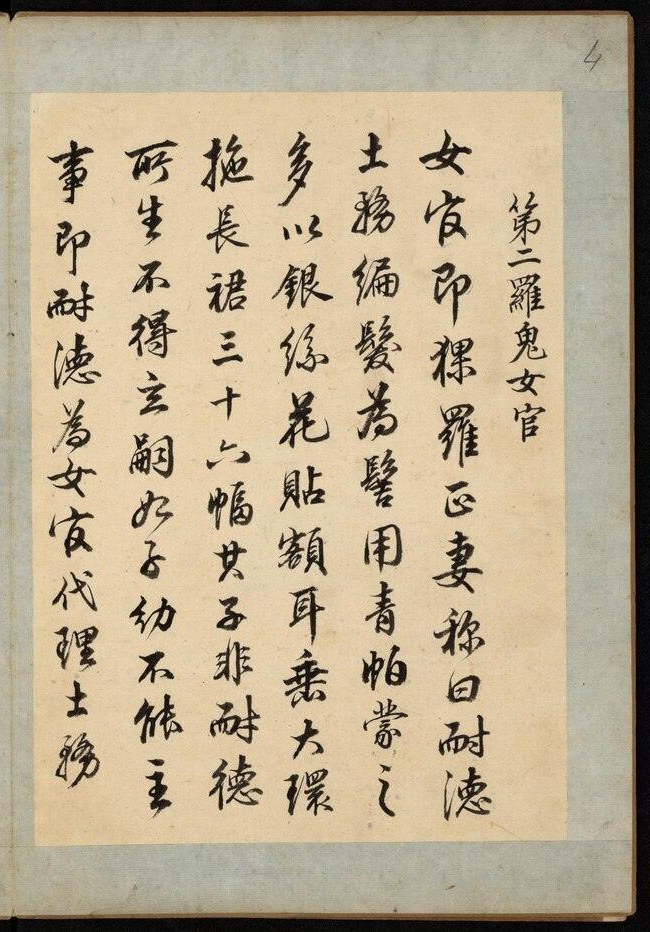 4
第二羅鬼女官
女官即猓羅正妻称曰耐德
土務編髮為髻用青帕蒙之
多以銀絲花貼額耳垂大環
拖長裙三十六幅其子非耐德
所生不得立嗣如子幼不能主
事即耐德為女官代理土務